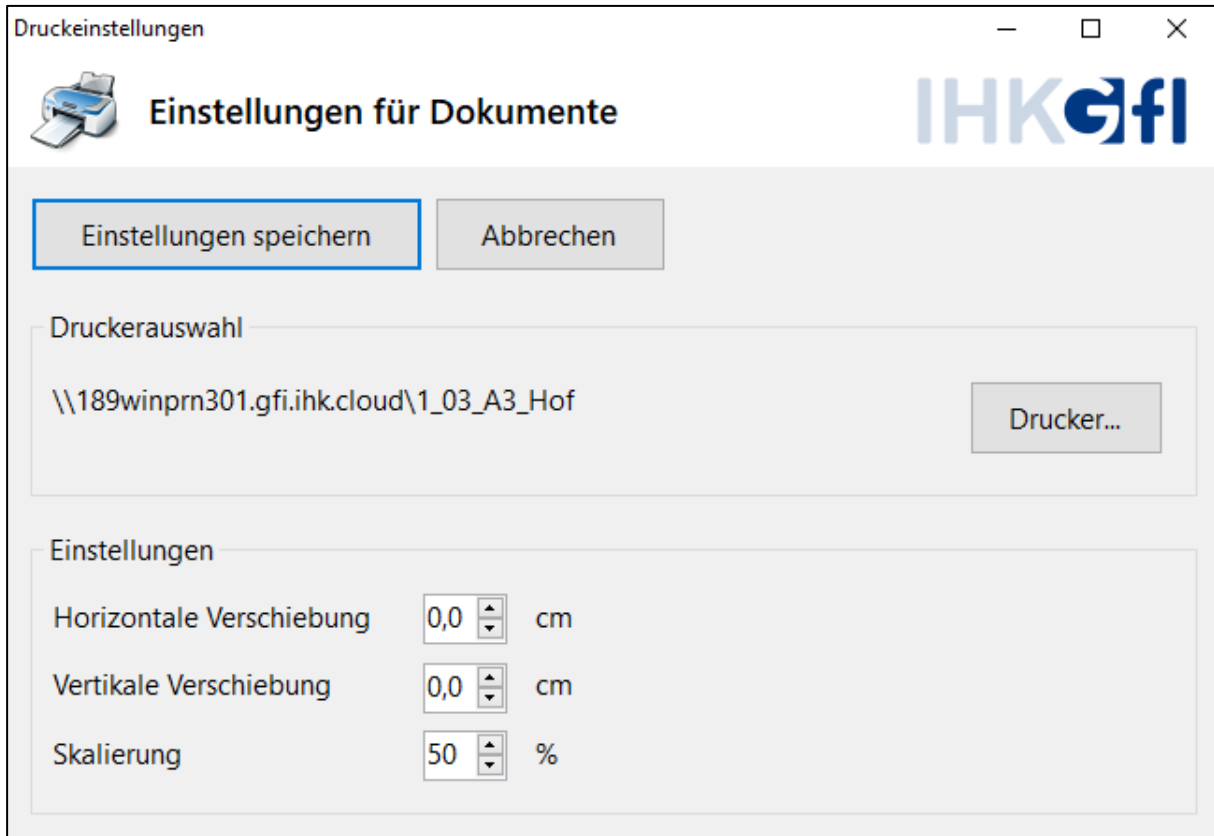 Druckeinstellungen
Einstellungen für Dokumente
IHKGfI
Einstellungen speichern
Abbrechen
Druckerauswahl
\\189winprn301.gfi.ihk.cloud\1_03_A3_Hof
Drucker...
Einstellungen
Horizontale Verschiebung 0,0 cm
Vertikale Verschiebung 0,0 cm
Skalierung 50 %